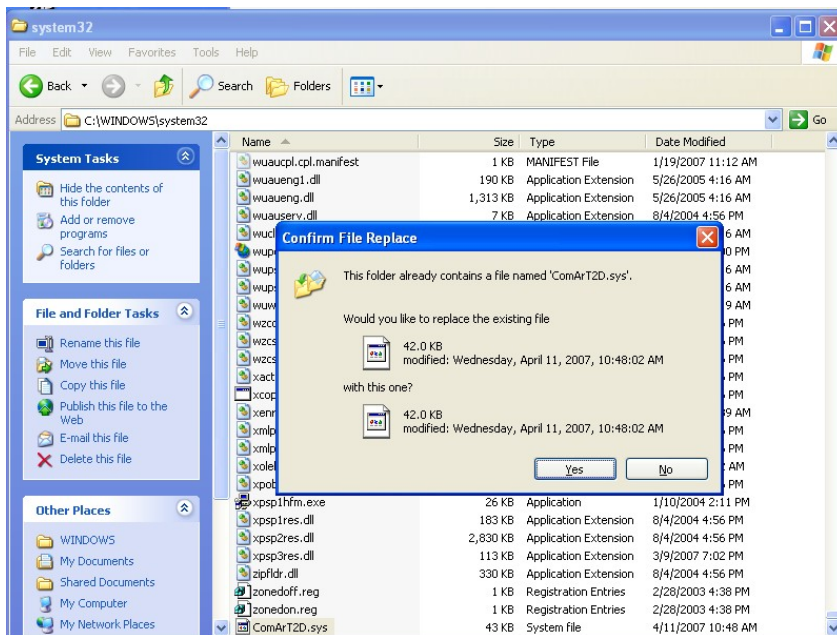 system32
File Edit View Favorites Tools Help
Back Search Folders
Address C:\WINDOWS\system32 Go
System Tasks
Hide the contents of
this folder
Add or remove
programs
Search for files or
folders
File and Folder Tasks
Rename this file
Move this file
Copy this file
Publish this file to the
Web
E-mail this file
Delete this file
Other Places
WINDOWS
My Documents
Shared Documents
My Computer
My Network Places
Name Size Type Date Modified
wuaucpl.cpl.manifest 1 KB MANIFEST File 1/19/2007 11:12 AM
wuaueng1.dll 190 KB Application Extension 5/26/2005 4:16 AM
wuaueng.dll 1,313 KB Application Extension 5/26/2005 4:16 AM
wuauserv.dll 7 KB Application Extension 8/4/2004 4:56 PM
Confirm File Replace
This folder already contains a file named 'ComArT2D.sys'.
Would you like to replace the existing file
42.0 KB
modified: Wednesday, April 11, 2007, 10:48:02 AM
with this one?
42.0 KB
modified: Wednesday, April 11, 2007, 10:48:02 AM
Yes No
xpsp1hfm.exe 26 KB Application 1/10/2004 2:11 PM
xpsp1res.dll 183 KB Application Extension 8/4/2004 4:56 PM
xpsp2res.dll 2,830 KB Application Extension 8/4/2004 4:56 PM
xpsp3res.dll 113 KB Application Extension 3/9/2007 7:02 PM
zipfldr.dll 330 KB Application Extension 8/4/2004 4:56 PM
zonedoff.reg 1 KB Registration Entries 2/28/2003 4:38 PM
zonedon.reg 1 KB Registration Entries 2/28/2003 4:38 PM
ComArT2D.sys 43 KB System file 4/11/2007 10:48 AM